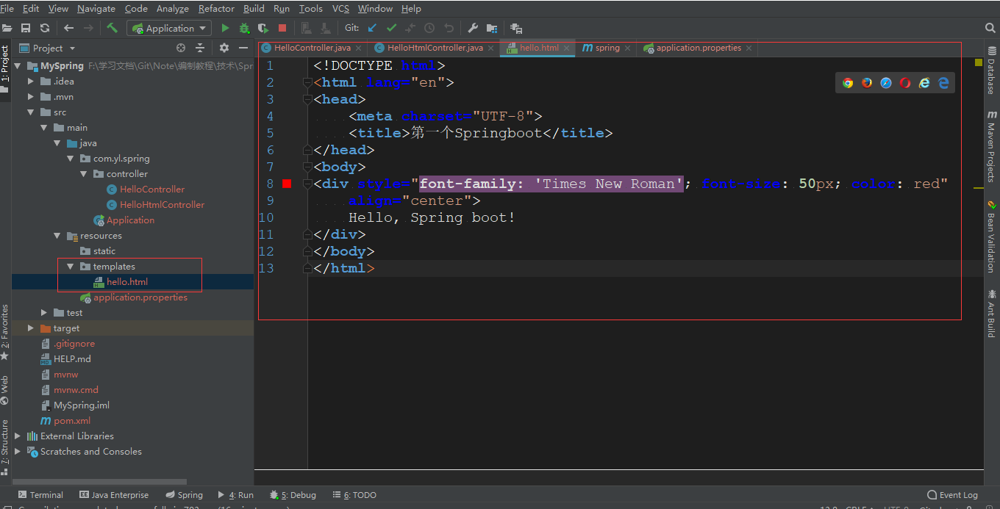 File Edit View Navigate Code Analyze Refactor Build Run Tools VCS Window Help
Application Git:
Project
HelloController.java HelloHtmlController.java hello.html spring application.properties
1: Project
2: Favorites
Web
7: Structure
MySpring F:\学习文档\Git\Note\编制教程\技术\Spr
.idea
.mvn
src
main
java
com.yl.spring
controller
HelloController
HelloHtmlController
Application
resources
static
templates
hello.html
application.properties
test
target
.gitignore
HELP.md
mvnw
mvnw.cmd
MySpring.iml
pom.xml
External Libraries
Scratches and Consoles
1 <!DOCTYPE html>
2 <html lang="en">
3 <head>
4 <meta charset="UTF-8">
5 <title>第一个Springboot</title>
6 </head>
7 <body>
8 <div style="font-family: 'Times New Roman'; font-size: 50px; color: red"
9 align="center">
10 Hello, Spring boot!
11 </div>
12 </body>
13 </html>
Database
Maven Projects
Bean Validation
Ant Build
Terminal Java Enterprise Spring 4: Run 5: Debug 6: TODO Event Log